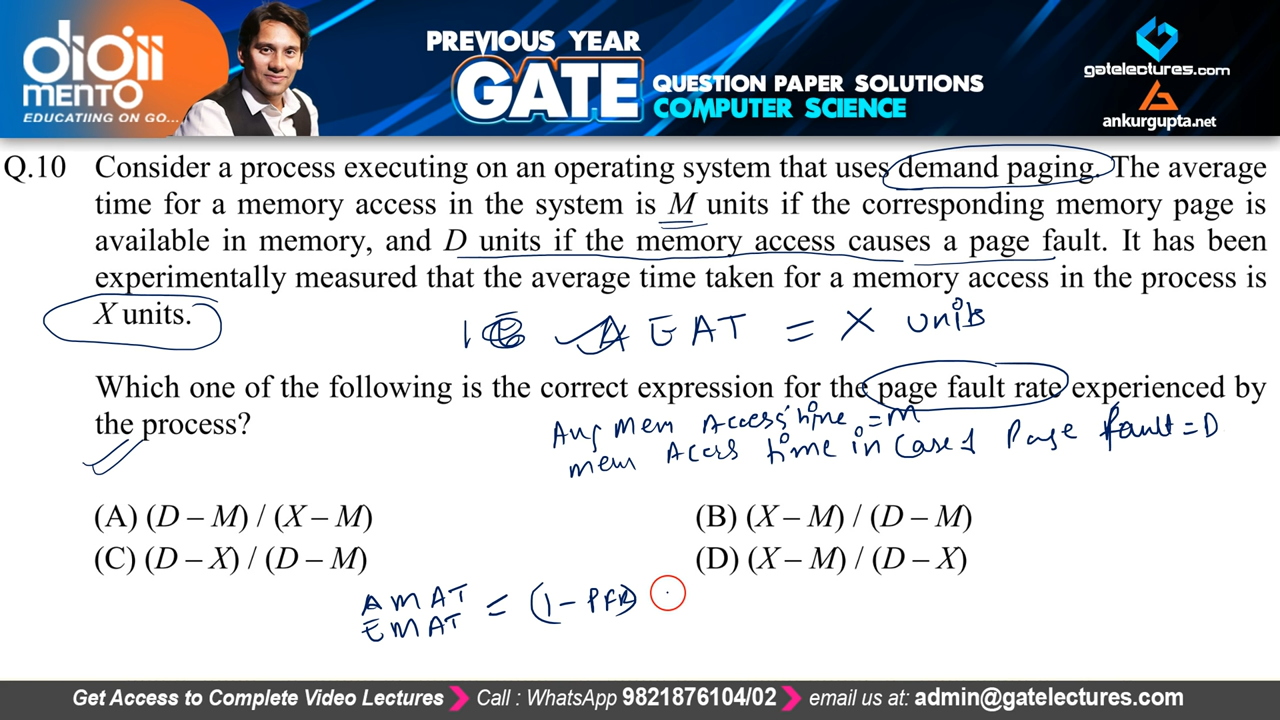 digii
mento
EDUCATIING ON GO...
PREVIOUS YEAR
GATE
QUESTION PAPER SOLUTIONS
COMPUTER SCIENCE
gatelectures.com
ankurgupta.net
Q.10 Consider a process executing on an operating system that uses demand paging. The average
time for a memory access in the system is M units if the corresponding memory page is
available in memory, and D units if the memory access causes a page fault. It has been
experimentally measured that the average time taken for a memory access in the process is
X units.
EAT = X units
Which one of the following is the correct expression for the page fault rate experienced by
the process?
Avg Mem Access time = M
mem Acess time in Case of Page fault = D
(A) (D – M) / (X – M) (B) (X – M) / (D – M)
(C) (D – X) / (D – M) (D) (X – M) / (D – X)
AMAT
EMAT = (1 - PFR)
Get Access to Complete Video Lectures Call : WhatsApp 9821876104/02 email us at: admin@gatelectures.com